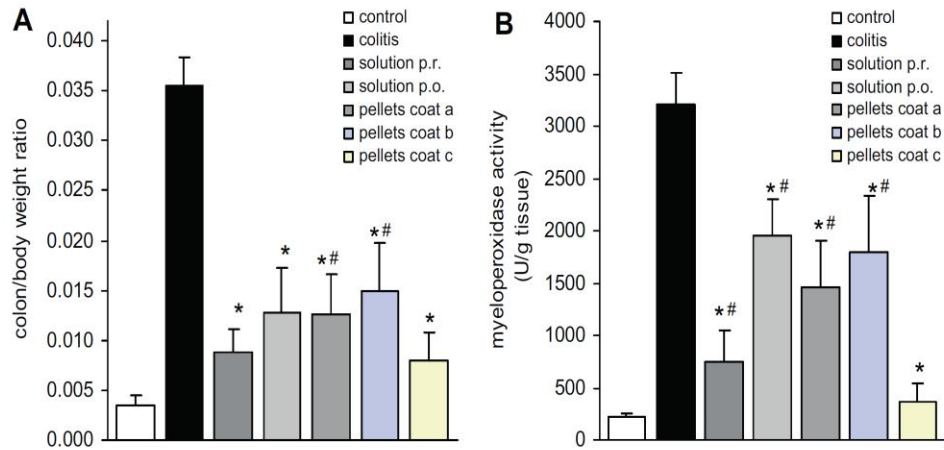 A
colon/body weight ratio
0.040
0.035
0.030
0.025
0.020
0.015
0.010
0.005
0.000
control
colitis
solution p.r.
solution p.o.
pellets coat a
pellets coat b
pellets coat c
*
*
*#
*#
*
B
myeloperoxidase activity
(U/g tissue)
4000
3500
3000
2500
2000
1500
1000
500
0
control
colitis
solution p.r.
solution p.o.
pellets coat a
pellets coat b
pellets coat c
*#
*#
*#
*#
*